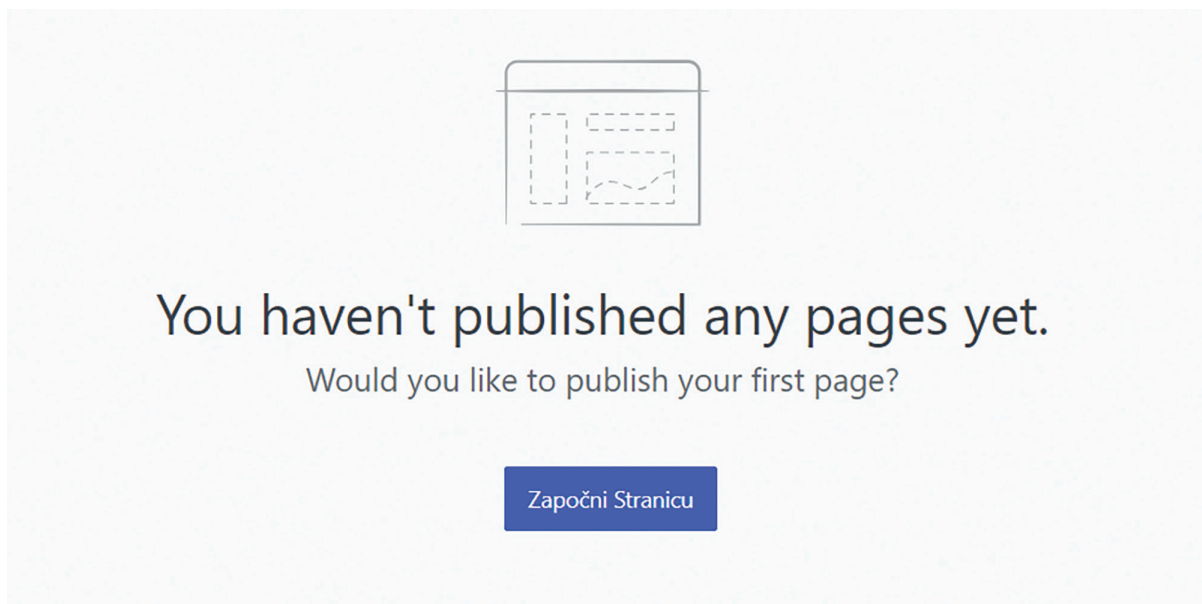 You haven't published any pages yet.
Would you like to publish your first page?
Započni Stranicu